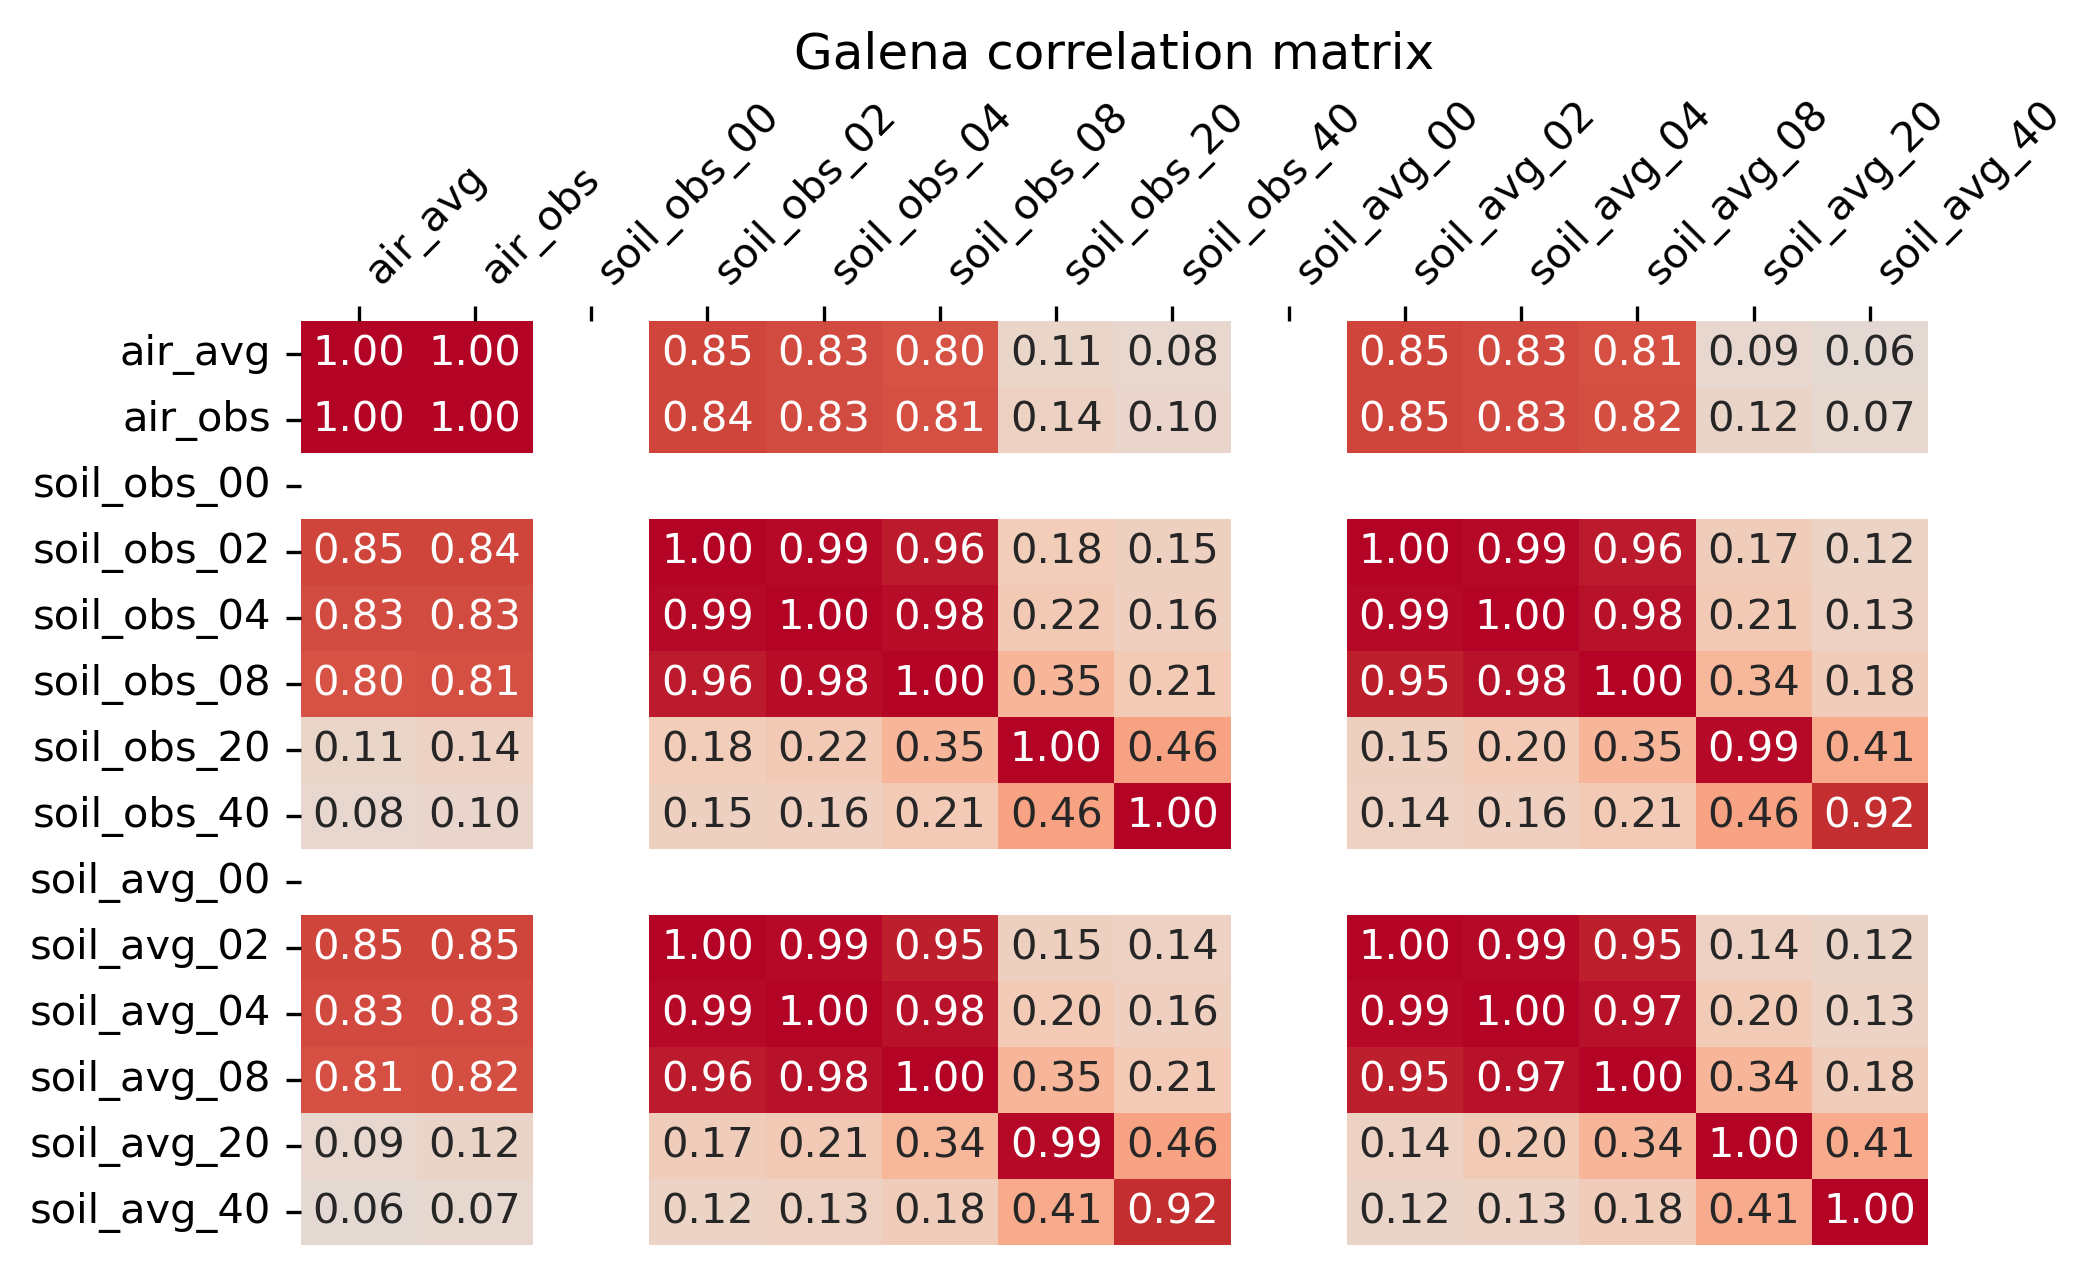 Galena correlation matrix
air_avg air_obs soil_obs_00 soil_obs_02 soil_obs_04 soil_obs_08 soil_obs_20 soil_obs_40 soil_avg_00 soil_avg_02 soil_avg_04 soil_avg_08 soil_avg_20 soil_avg_40
air_avg 1.00 1.00 0.85 0.83 0.80 0.11 0.08 0.85 0.83 0.81 0.09 0.06
air_obs 1.00 1.00 0.84 0.83 0.81 0.14 0.10 0.85 0.83 0.82 0.12 0.07
soil_obs_00
soil_obs_02 0.85 0.84 1.00 0.99 0.96 0.18 0.15 1.00 0.99 0.96 0.17 0.12
soil_obs_04 0.83 0.83 0.99 1.00 0.98 0.22 0.16 0.99 1.00 0.98 0.21 0.13
soil_obs_08 0.80 0.81 0.96 0.98 1.00 0.35 0.21 0.95 0.98 1.00 0.34 0.18
soil_obs_20 0.11 0.14 0.18 0.22 0.35 1.00 0.46 0.15 0.20 0.35 0.99 0.41
soil_obs_40 0.08 0.10 0.15 0.16 0.21 0.46 1.00 0.14 0.16 0.21 0.46 0.92
soil_avg_00
soil_avg_02 0.85 0.85 1.00 0.99 0.95 0.15 0.14 1.00 0.99 0.95 0.14 0.12
soil_avg_04 0.83 0.83 0.99 1.00 0.98 0.20 0.16 0.99 1.00 0.97 0.20 0.13
soil_avg_08 0.81 0.82 0.96 0.98 1.00 0.35 0.21 0.95 0.97 1.00 0.34 0.18
soil_avg_20 0.09 0.12 0.17 0.21 0.34 0.99 0.46 0.14 0.20 0.34 1.00 0.41
soil_avg_40 0.06 0.07 0.12 0.13 0.18 0.41 0.92 0.12 0.13 0.18 0.41 1.00